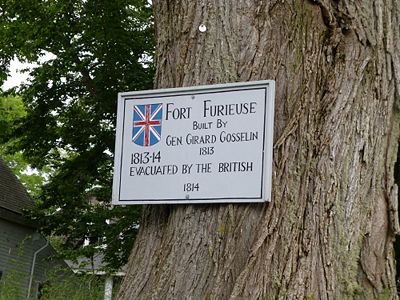 FORT FURIEUSE
BUILT BY
GEN. GIRARD GOSSELIN
1813
1813-14
EVACUATED BY THE BRITISH
1814